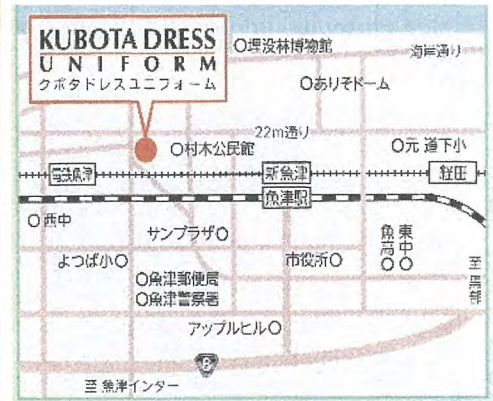 KUBOTA DRESS
UNIFORM
クボタドレスユニフォーム
埋没林博物館
海岸通り
ありそドーム
22m通り
村木公民館
元 道下小
電鉄魚津
新魚津
経田
魚津駅
西中
サンプラザ
よつば小
市役所
魚高
東中
至 黒部
魚津郵便局
魚津警察署
アップルヒル
8
至 魚津インター